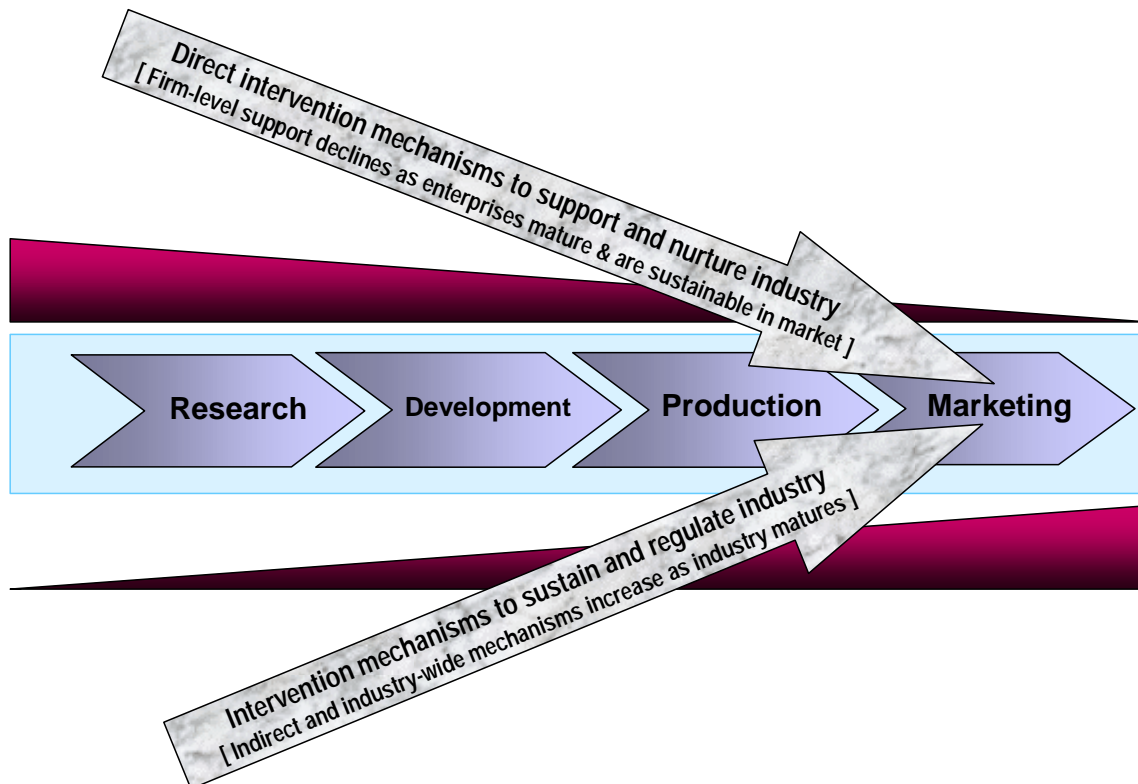 Direct intervention mechanisms to support and nurture industry
[ Firm-level support declines as enterprises mature & are sustainable in market ]
Research
Development
Production
Marketing
Intervention mechanisms to sustain and regulate industry
[ Indirect and industry-wide mechanisms increase as industry matures ]